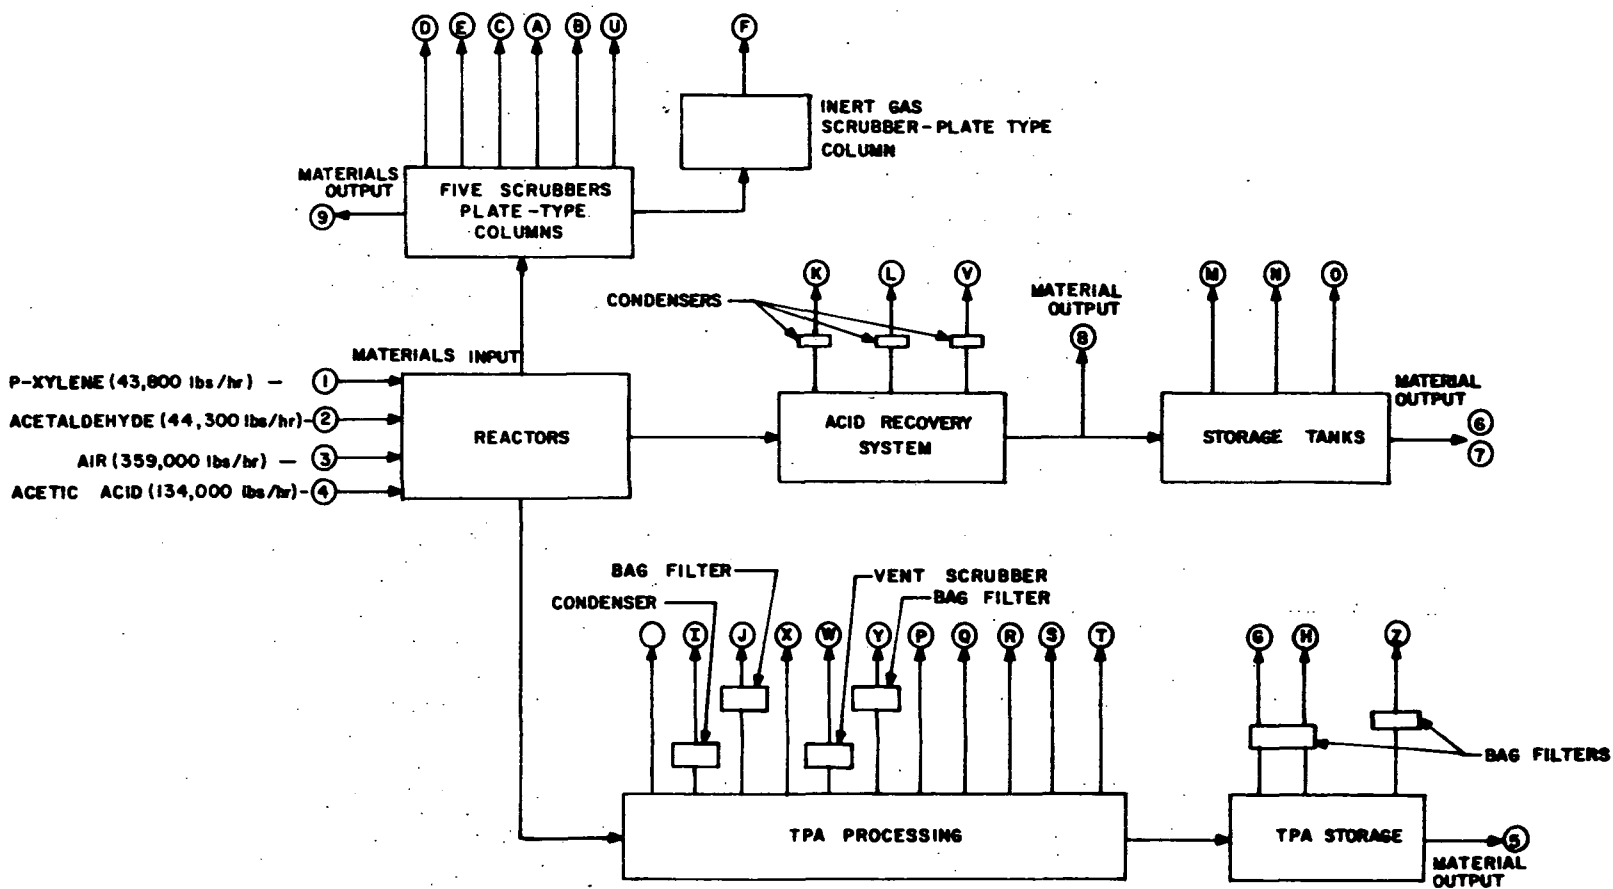 D E C A B U F
INERT GAS
SCRUBBER-PLATE TYPE
COLUMN
MATERIALS
OUTPUT
9
FIVE SCRUBBERS
PLATE-TYPE
COLUMNS
K L V
CONDENSERS
MATERIAL
OUTPUT
8
M N O
MATERIALS INPUT
P-XYLENE (43,800 lbs/hr) — 1
ACETALDEHYDE (44,300 lbs/hr) - 2
AIR (359,000 lbs/hr) — 3
ACETIC ACID (134,000 lbs/hr) - 4
REACTORS
ACID RECOVERY
SYSTEM
STORAGE TANKS
MATERIAL
OUTPUT
6
7
BAG FILTER
CONDENSER
VENT SCRUBBER
BAG FILTER
I J X W Y P Q R S T
G H Z
BAG FILTERS
TPA PROCESSING
TPA STORAGE
5
MATERIAL
OUTPUT